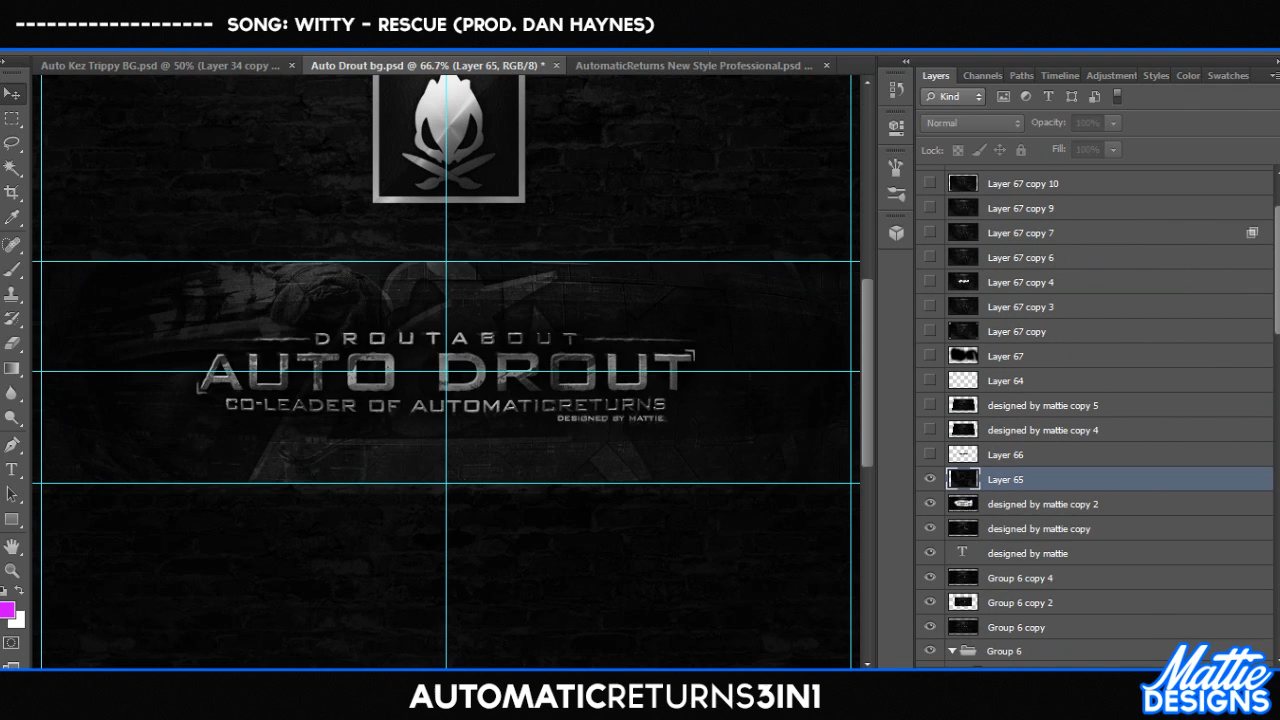 -------------------- SONG: WITTY - RESCUE (PROD. DAN HAYNES)
Auto Kez Trippy BG.psd @ 50% (Layer 34 copy ... ×
Auto Drout bg.psd @ 66.7% (Layer 65, RGB/8) * ×
AutomaticReturns New Style Professional.psd ... ×
Layers Channels Paths Timeline Adjustment Styles Color Swatches
Kind
Normal Opacity: 100%
Lock: Fill: 100%
Layer 67 copy 10
Layer 67 copy 9
Layer 67 copy 7
Layer 67 copy 6
Layer 67 copy 4
Layer 67 copy 3
Layer 67 copy
Layer 67
Layer 64
designed by mattie copy 5
designed by mattie copy 4
Layer 66
Layer 65
designed by mattie copy 2
designed by mattie copy
designed by mattie
Group 6 copy 4
Group 6 copy 2
Group 6 copy
Group 6
DROUTABOUT
AUTO DROUT
CO-LEADER OF AUTOMATICRETURNS
DESIGNED BY MATTIE.
AUTOMATICRETURNS3IN1
Mattie
DESIGNS